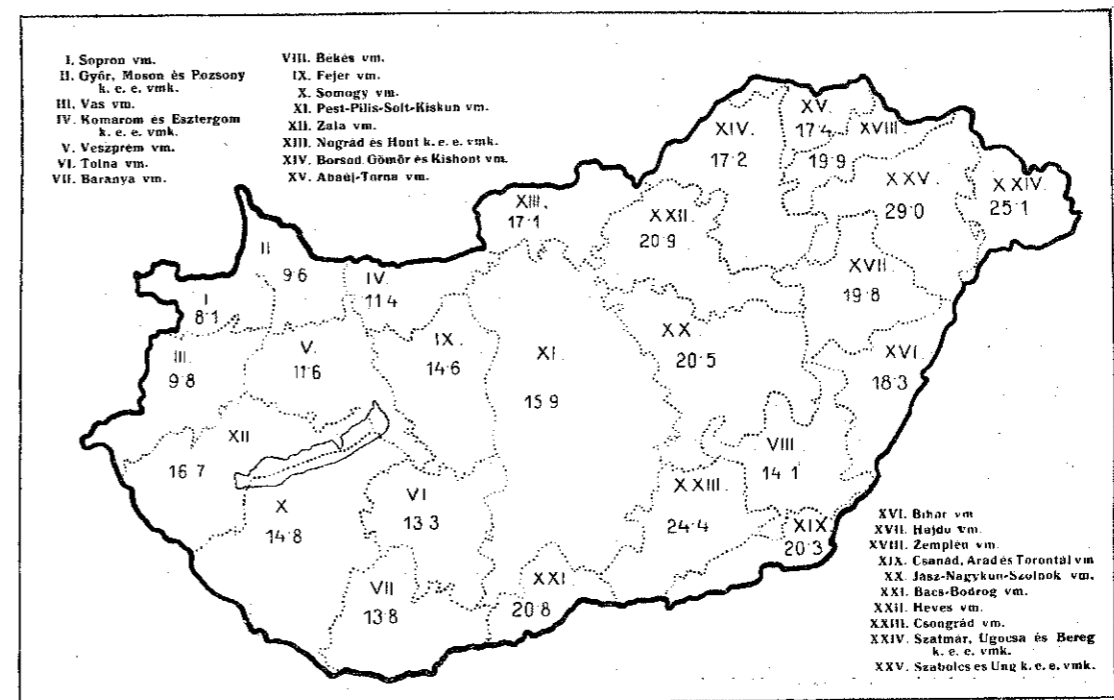 I. Sopron vm.
II. Győr, Moson és Pozsony
k. e. e. vmk.
III. Vas vm.
IV. Komárom és Esztergom
k. e. e. vmk.
V. Veszprém vm.
VI. Tolna vm.
VII. Baranya vm.
VIII. Békés vm.
IX. Fejer vm.
X. Somogy vm.
XI. Pest-Pilis-Solt-Kiskun vm.
XII. Zala vm.
XIII. Nográd és Hont k. e. e. vmk.
XIV. Borsod, Gömör és Kishont vm.
XV. Abaúj-Torna vm.
XV.
17·4
XVIII.
19·9
XIV.
17·2
XXV.
29·0
XXIV.
25·1
XIII.
17·1
XXII
20·9
II
9·6
IV.
11·4
XVII
19·8
I
8·1
III.
9·8
V.
11·6
IX.
14·6
XI.
15·9
XX
20·5
XVI.
18·3
XII
16·7
X
14·8
VI
13·3
VIII
14·1
XXIII.
24·4
XIX
20·3
VII
13·8
XXI
20·8
XVI. Bihar vm
XVII. Hajdu vm.
XVIII. Zemplén vm.
XIX. Csanád, Arad és Torontál vm
XX. Jász-Nagykun-Szolnok vm.
XXI. Bacs-Bodrog vm.
XXII. Heves vm.
XXIII. Csongrád vm.
XXIV. Szatmár, Ugocsa és Bereg
k. e. e. vmk.
XXV. Szabolcs es Ung k. e. e. vmk.